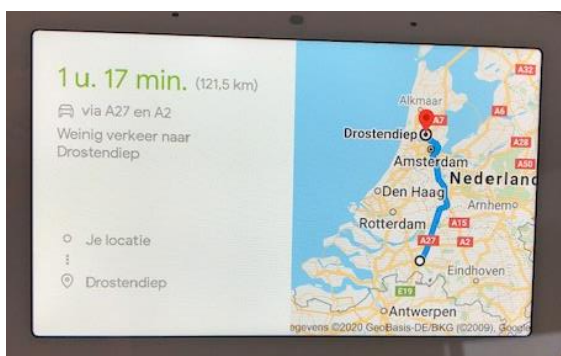 1 u. 17 min. (121,5 km)
via A27 en A2
Weinig verkeer naar
Drostendiep
Je locatie
Drostendiep
A32
Alkmaar
A7
A6
Drostendiep
A28
Amsterdam
A50
Nederland
Den Haag
Arnhem
Rotterdam
A15
A27
A2
Eindhoven
E19
Antwerpen
©2020 GeoBasis-DE/BKG (©2009), Google